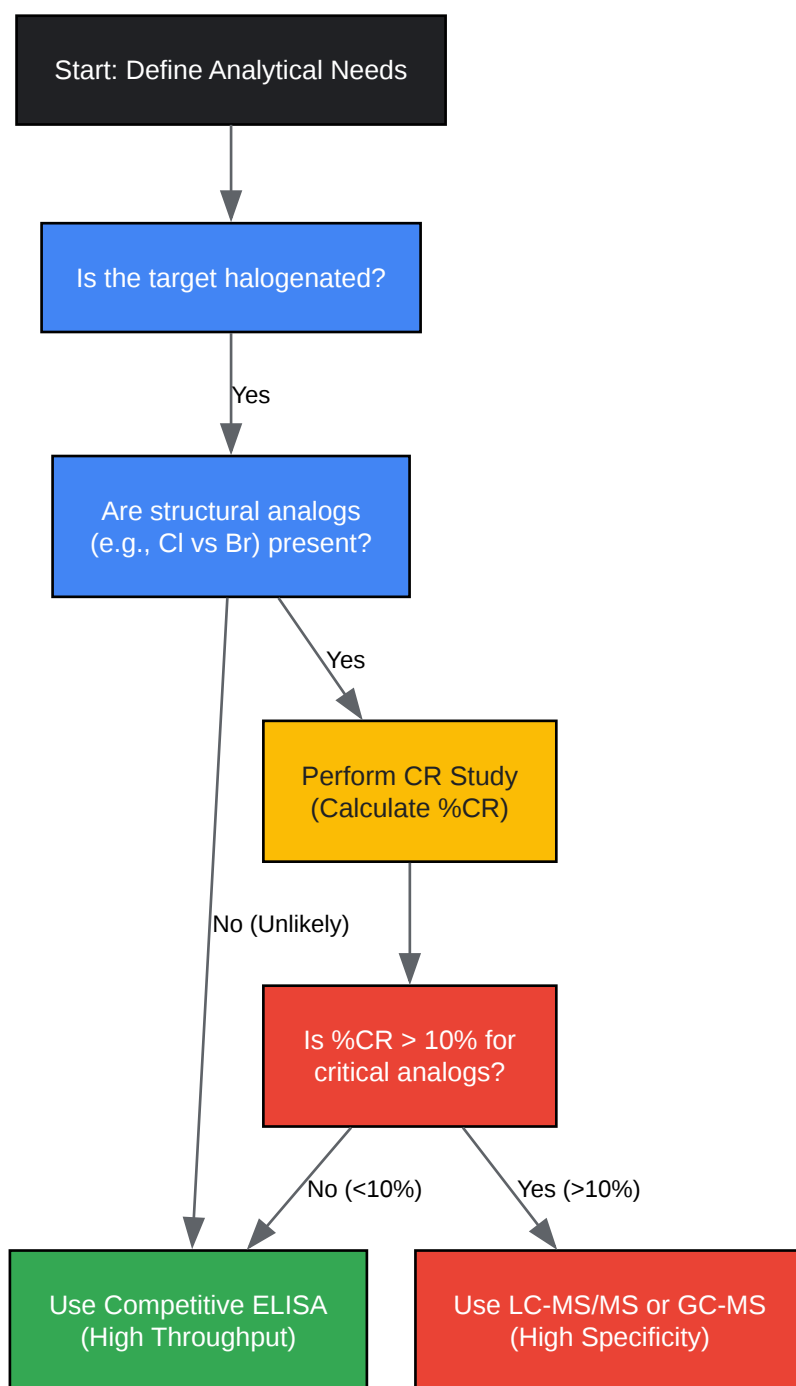 Start: Define Analytical Needs
Is the target halogenated?
Yes
Are structural analogs
(e.g., Cl vs Br) present?
Yes
Perform CR Study
(Calculate %CR)
No (Unlikely)
Is %CR > 10% for
critical analogs?
No (<10%)
Yes (>10%)
Use Competitive ELISA
(High Throughput)
Use LC-MS/MS or GC-MS
(High Specificity)